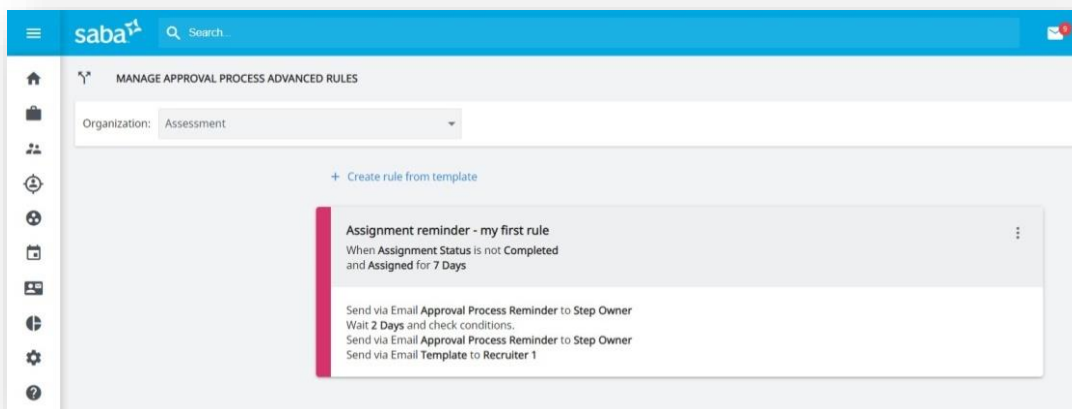 saba
Search...
9
MANAGE APPROVAL PROCESS ADVANCED RULES
Organization: Assessment
+ Create rule from template
Assignment reminder - my first rule
When Assignment Status is not Completed
and Assigned for 7 Days
Send via Email Approval Process Reminder to Step Owner
Wait 2 Days and check conditions.
Send via Email Approval Process Reminder to Step Owner
Send via Email Template to Recruiter 1